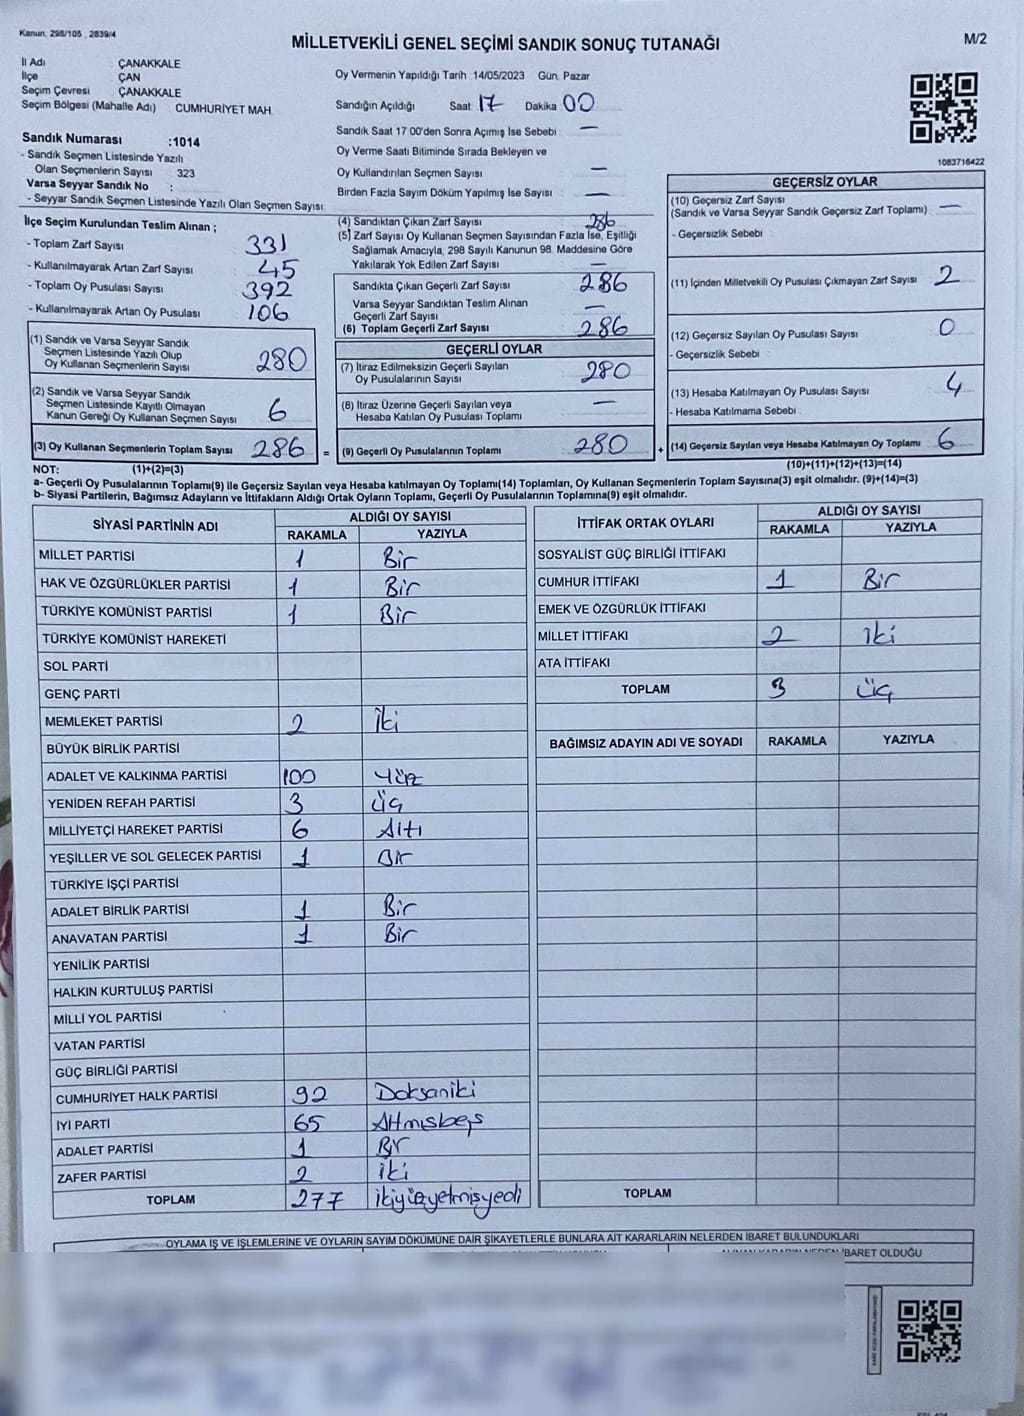 Kanun: 298/105 , 2839/4
MİLLETVEKİLİ GENEL SEÇİMİ SANDIK SONUÇ TUTANAĞI
M/2
İl Adı ÇANAKKALE
İlçe ÇAN
Seçim Çevresi ÇANAKKALE
Seçim Bölgesi (Mahalle Adı) CUMHURİYET MAH
Sandık Numarası :1014
- Sandık Seçmen Listesinde Yazılı
Olan Seçmenlerin Sayısı : 323
Varsa Seyyar Sandık No :
- Seyyar Sandık Seçmen Listesinde Yazılı Olan Seçmen Sayısı:
Oy Vermenin Yapıldığı Tarih :14/05/2023 Gün: Pazar
Sandığın Açıldığı Saat: 17 Dakika: 00
Sandık Saat 17:00'den Sonra Açımış İse Sebebi : —
Oy Verme Saati Bitiminde Sırada Bekleyen ve
Oy Kullandırılan Seçmen Sayısı : —
Birden Fazla Sayım Döküm Yapılmış İse Sayısı : —
1083716422
İlçe Seçim Kurulundan Teslim Alınan ;
- Toplam Zarf Sayısı : 331
- Kullanılmayarak Artan Zarf Sayısı : 45
- Toplam Oy Pusulası Sayısı : 392
- Kullanılmayarak Artan Oy Pusulası : 106
(1) Sandık ve Varsa Seyyar Sandık
Seçmen Listesinde Yazılı Olup
Oy Kullanan Seçmenlerin Sayısı : 280
(2) Sandık ve Varsa Seyyar Sandık
Seçmen Listesinde Kayıtlı Olmayan
Kanun Gereği Oy Kullanan Seçmen Sayısı : 6
(3) Oy Kullanan Seçmenlerin Toplam Sayısı : 286 =
(4) Sandıktan Çıkan Zarf Sayısı : 286
(5) Zarf Sayısı Oy Kullanan Seçmen Sayısından Fazla İse, Eşitliği
Sağlamak Amacıyla, 298 Sayılı Kanunun 98. Maddesine Göre
Yakılarak Yok Edilen Zarf Sayısı : —
Sandıkta Çıkan Geçerli Zarf Sayısı : 286
Varsa Seyyar Sandıktan Teslim Alınan
Geçerli Zarf Sayısı : —
(6) Toplam Geçerli Zarf Sayısı : 286
GEÇERLİ OYLAR
(7) İtiraz Edilmeksizin Geçerli Sayılan
Oy Pusulalarının Sayısı : 280
(8) İtiraz Üzerine Geçerli Sayılan veya
Hesaba Katılan Oy Pusulası Toplamı : —
(9) Geçerli Oy Pusulalarının Toplamı : 280 +
GEÇERSİZ OYLAR
(10) Geçersiz Zarf Sayısı
(Sandık ve Varsa Seyyar Sandık Geçersiz Zarf Toplamı) : —
- Geçersizlik Sebebi :
(11) İçinden Milletvekili Oy Pusulası Çıkmayan Zarf Sayısı : 2
(12) Geçersiz Sayılan Oy Pusulası Sayısı : 0
- Geçersizlik Sebebi :
(13) Hesaba Katılmayan Oy Pusulası Sayısı : 4
- Hesaba Katılmama Sebebi :
(14) Geçersiz Sayılan veya Hesaba Katılmayan Oy Toplamı : 6
NOT: (1)+(2)=(3) (10)+(11)+(12)+(13)=(14)
a- Geçerli Oy Pusulalarının Toplamı(9) ile Geçersiz Sayılan veya Hesaba katılmayan Oy Toplamı(14) Toplamları, Oy Kullanan Seçmenlerin Toplam Sayısına(3) eşit olmalıdır. (9)+(14)=(3)
b- Siyasi Partilerin, Bağımsız Adayların ve İttifakların Aldığı Ortak Oyların Toplamı, Geçerli Oy Pusulalarının Toplamına(9) eşit olmalıdır.
SİYASİ PARTİNİN ADI ALDIĞI OY SAYISI
RAKAMLA YAZIYLA
MİLLET PARTİSİ 1 Bir
HAK VE ÖZGÜRLÜKLER PARTİSİ 1 Bir
TÜRKİYE KOMÜNİST PARTİSİ 1 Bir
TÜRKİYE KOMÜNİST HAREKETİ
SOL PARTİ
GENÇ PARTİ
MEMLEKET PARTİSİ 2 İki
BÜYÜK BİRLİK PARTİSİ
ADALET VE KALKINMA PARTİSİ 100 Yüz
YENİDEN REFAH PARTİSİ 3 Üç
MİLLİYETÇİ HAREKET PARTİSİ 6 Altı
YEŞİLLER VE SOL GELECEK PARTİSİ 1 Bir
TÜRKİYE İŞÇİ PARTİSİ
ADALET BİRLİK PARTİSİ 1 Bir
ANAVATAN PARTİSİ 1 Bir
YENİLİK PARTİSİ
HALKIN KURTULUŞ PARTİSİ
MİLLİ YOL PARTİSİ
VATAN PARTİSİ
GÜÇ BİRLİĞİ PARTİSİ
CUMHURİYET HALK PARTİSİ 92 Doksaniki
İYİ PARTİ 65 Altmışbeş
ADALET PARTİSİ 1 Bir
ZAFER PARTİSİ 2 İki
TOPLAM 277 ikiyüzyetmişyedi
İTTİFAK ORTAK OYLARI ALDIĞI OY SAYISI
RAKAMLA YAZIYLA
SOSYALİST GÜÇ BİRLİĞİ İTTİFAKI
CUMHUR İTTİFAKI 1 Bir
EMEK VE ÖZGÜRLÜK İTTİFAKI
MİLLET İTTİFAKI 2 iki
ATA İTTİFAKI
TOPLAM 3 Üç
BAĞIMSIZ ADAYIN ADI VE SOYADI RAKAMLA YAZIYLA
TOPLAM
OYLAMA İŞ VE İŞLEMLERİNE VE OYLARIN SAYIM DÖKÜMÜNE DAİR ŞİKAYETLERLE BUNLARA AİT KARARLARIN NELERDEN İBARET BULUNDUKLARI
İBARET OLDUĞU